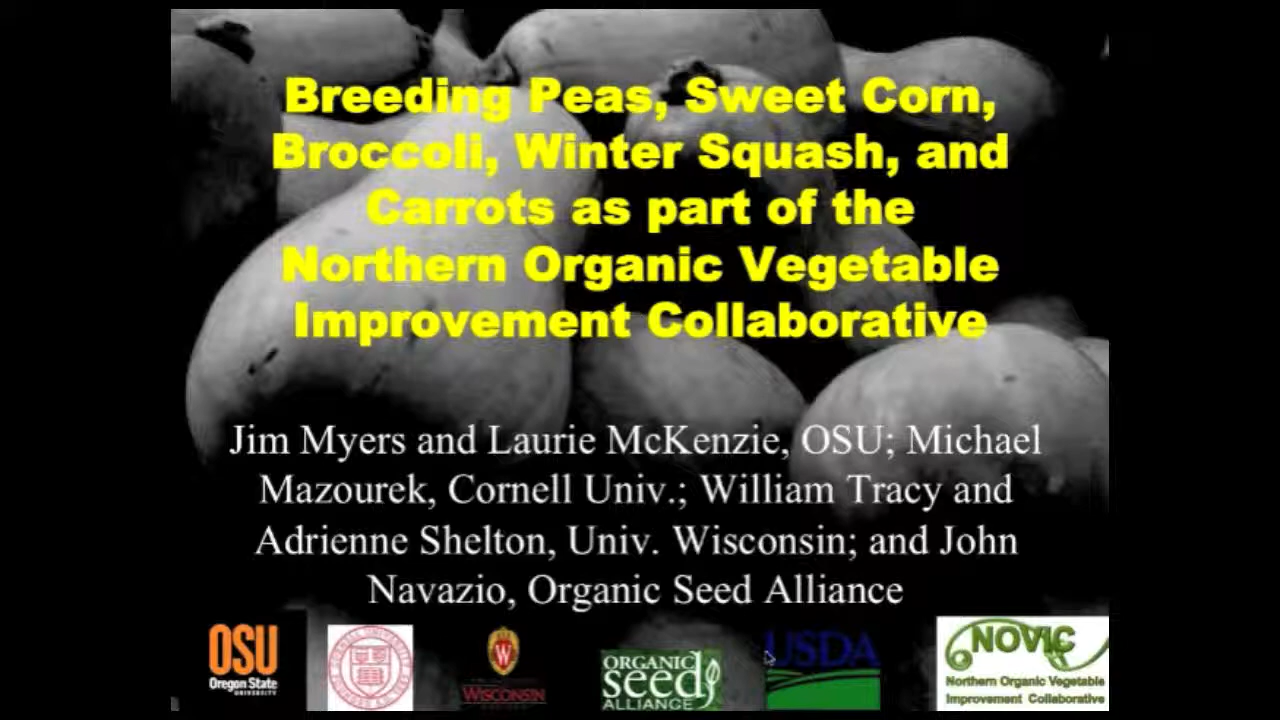 Breeding Peas, Sweet Corn,
Broccoli, Winter Squash, and
Carrots as part of the
Northern Organic Vegetable
Improvement Collaborative
Jim Myers and Laurie McKenzie, OSU; Michael
Mazourek, Cornell Univ.; William Tracy and
Adrienne Shelton, Univ. Wisconsin; and John
Navazio, Organic Seed Alliance
OSU
Oregon State
UNIVERSITY
W
WISCONSIN
ORGANIC
seed
ALLIANCE
USDA
NOVIC
Northern Organic Vegetable
Improvement Collaborative